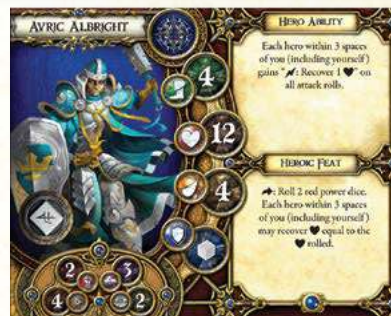 AVRIC ALBRIGHT
4
12
4
2
3
4
2
HERO ABILITY
Each hero within 3 spaces
of you (including yourself)
gains “: Recover 1 ” on
all attack rolls.
HEROIC FEAT
: Roll 2 red power dice.
Each hero within 3 spaces
of you (including yourself)
may recover equal to the
rolled.